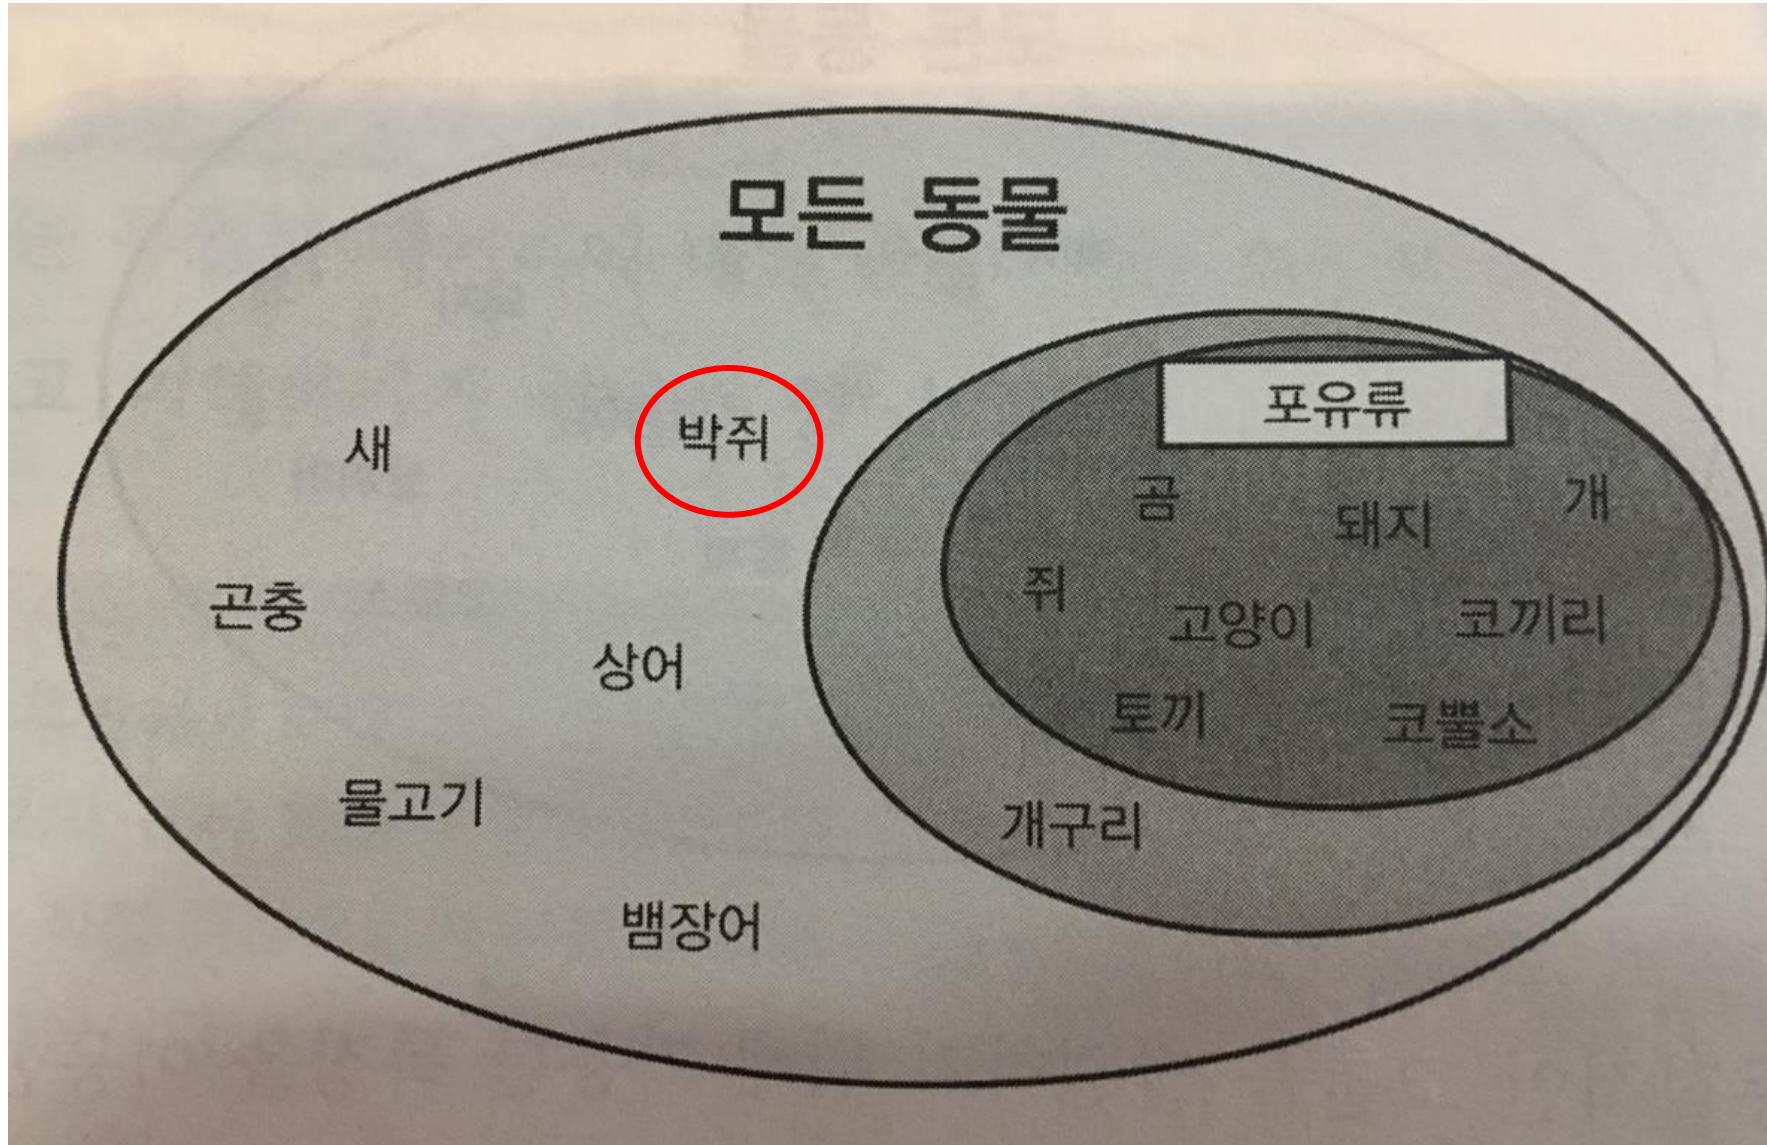 모든 동물
포유류
새
박쥐
곰
돼지
개
곤충
상어
쥐
고양이
코끼리
토끼
코뿔소
물고기
개구리
뱀장어